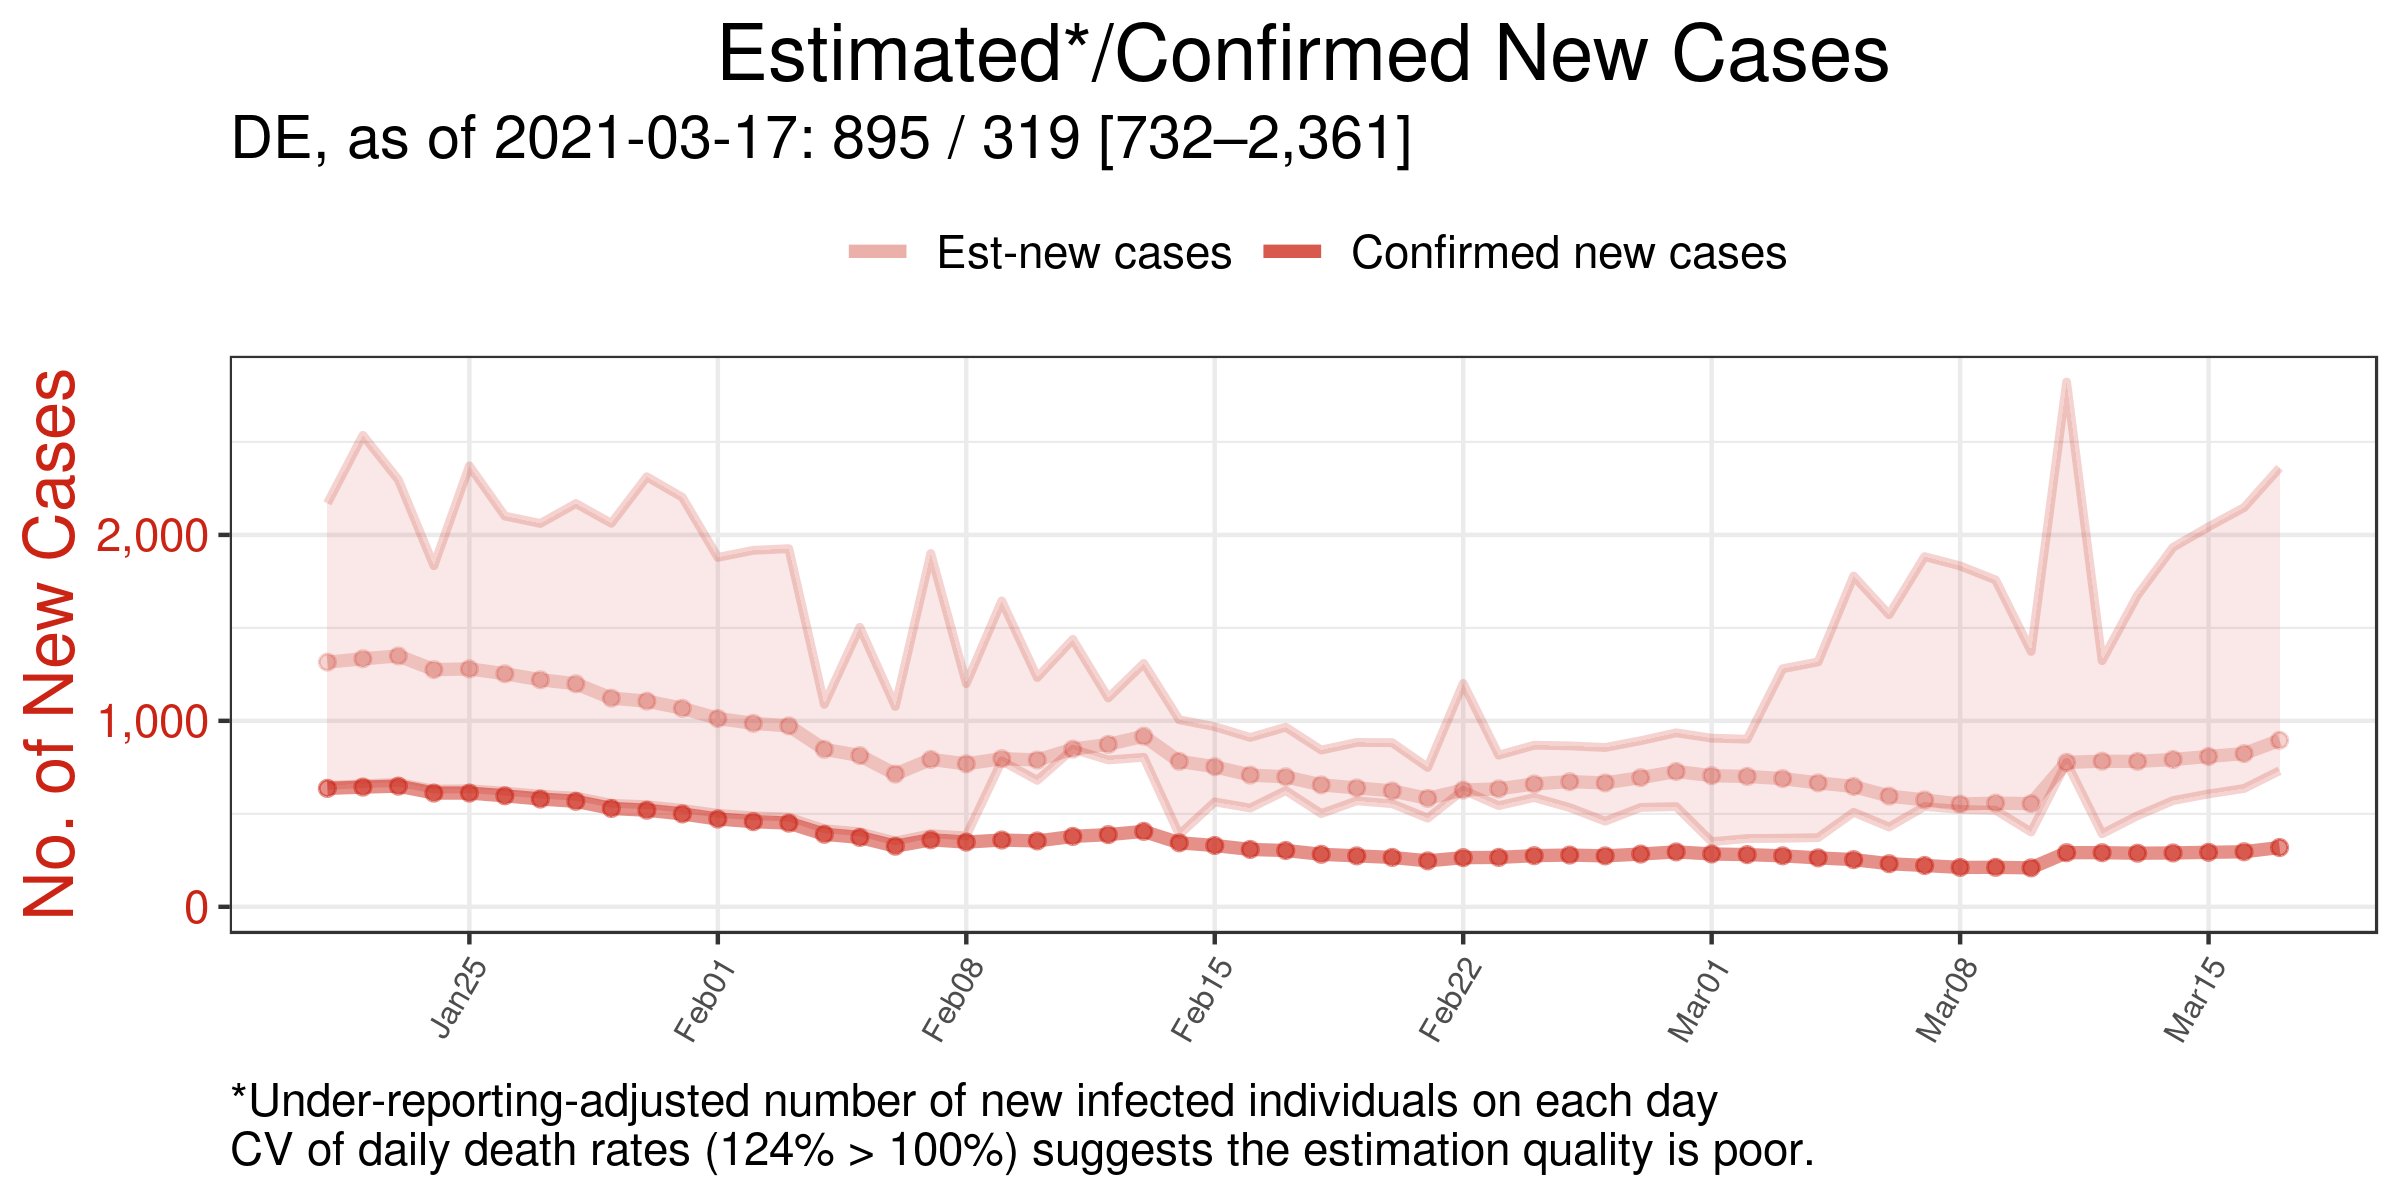 Estimated*/Confirmed New Cases
DE, as of 2021-03-17: 895 / 319 [732–2,361]
Est-new cases
Confirmed new cases
No. of New Cases
2,000
1,000
0
Jan25
Feb01
Feb08
Feb15
Feb22
Mar01
Mar08
Mar15
*Under-reporting-adjusted number of new infected individuals on each day
CV of daily death rates (124% > 100%) suggests the estimation quality is poor.